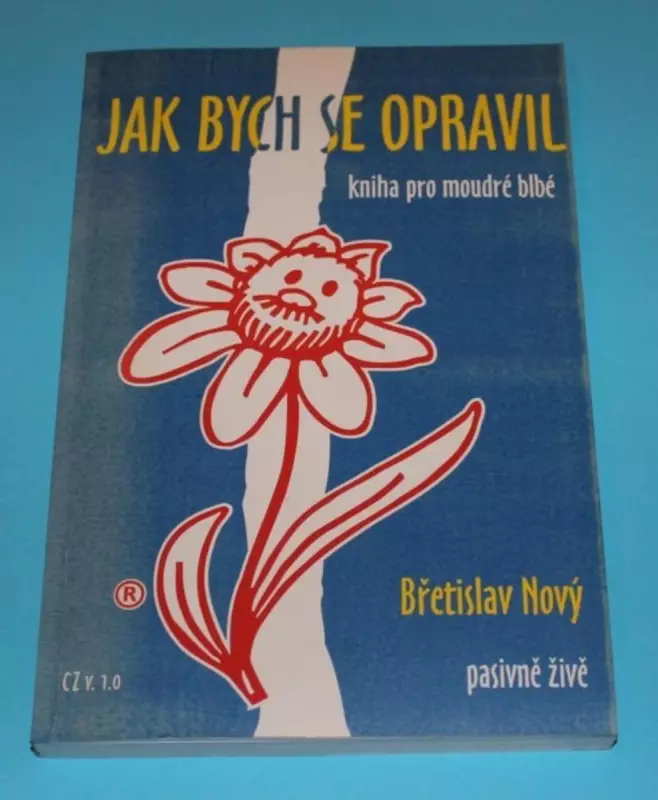 JAK BYCH SE OPRAVIL
kniha pro moudré blbé
®
Břetislav Nový
CZ v. 1.0
pasivně živě